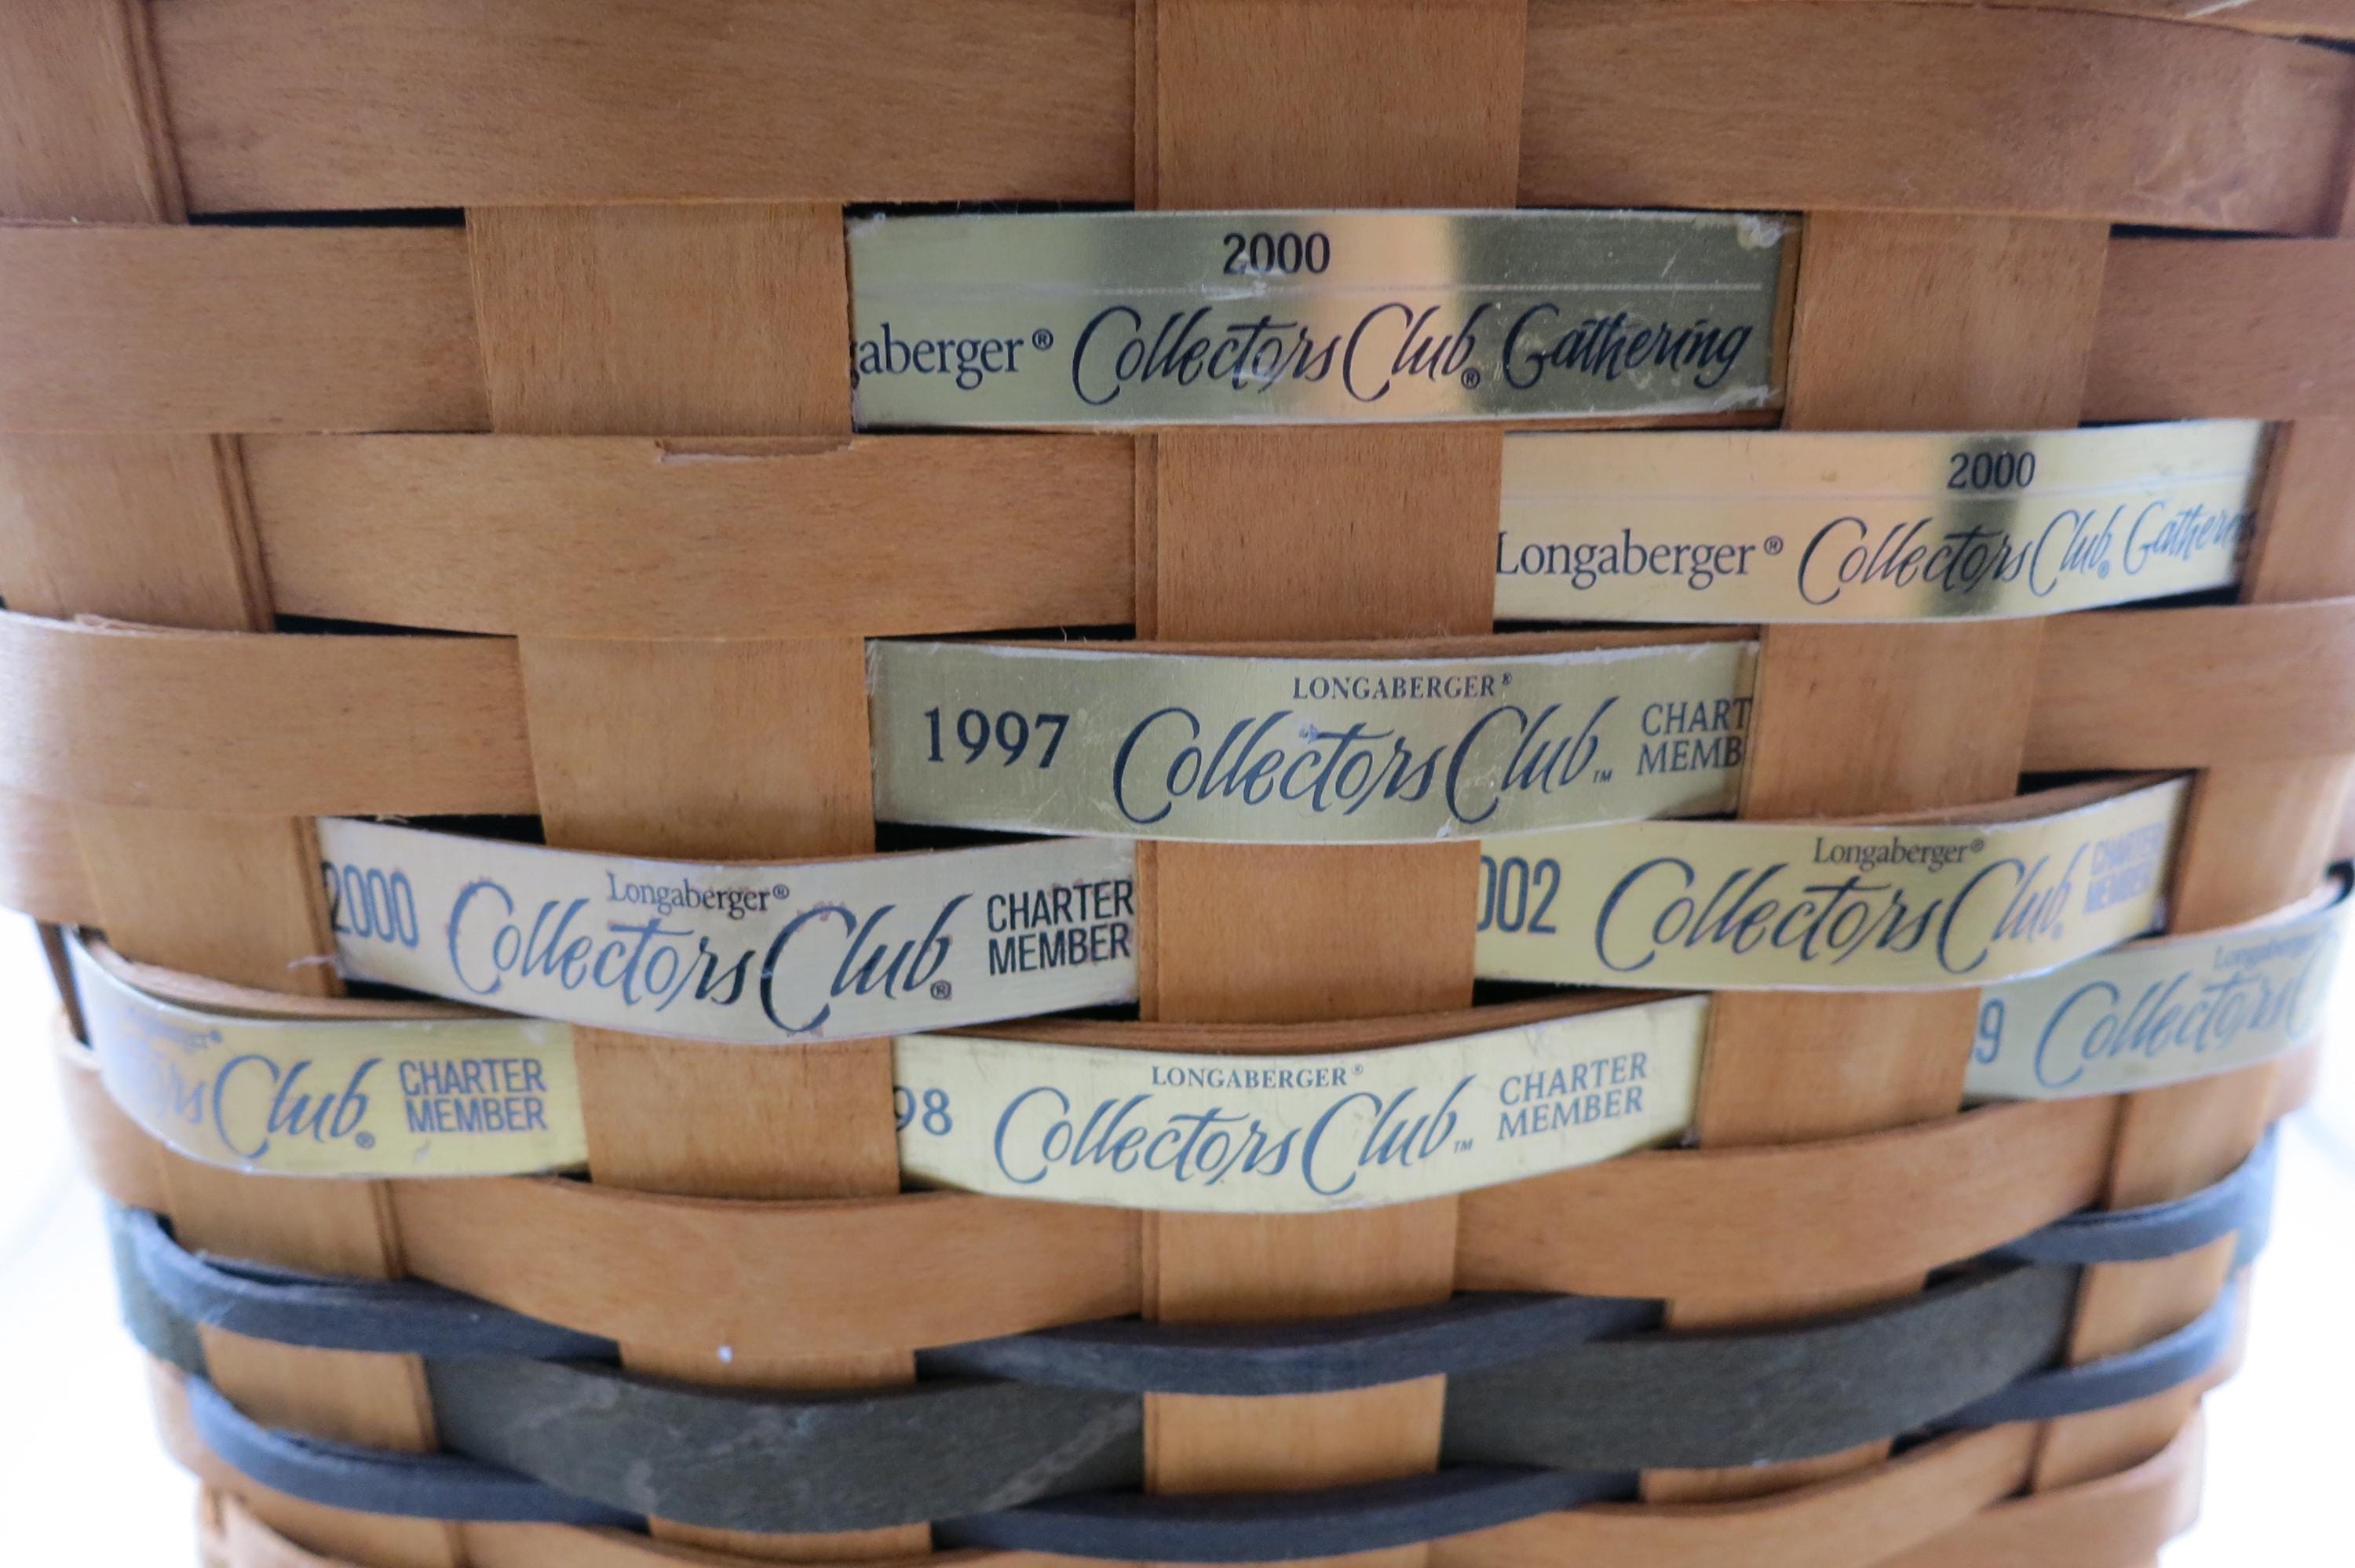 2000
aberger® Collectors Club® Gathering
2000
Longaberger® Collectors Club® Gather
LONGABERGER®
1997 Collectors Club™ CHART
MEMB
Longaberger®
2000 Collectors Club® CHARTER
MEMBER
Longaberger®
002 Collectors Club® CHARTER
MEMBER
Club® CHARTER
MEMBER
LONGABERGER®
98 Collectors Club™ CHARTER
MEMBER
Longaberger
9 Collectors